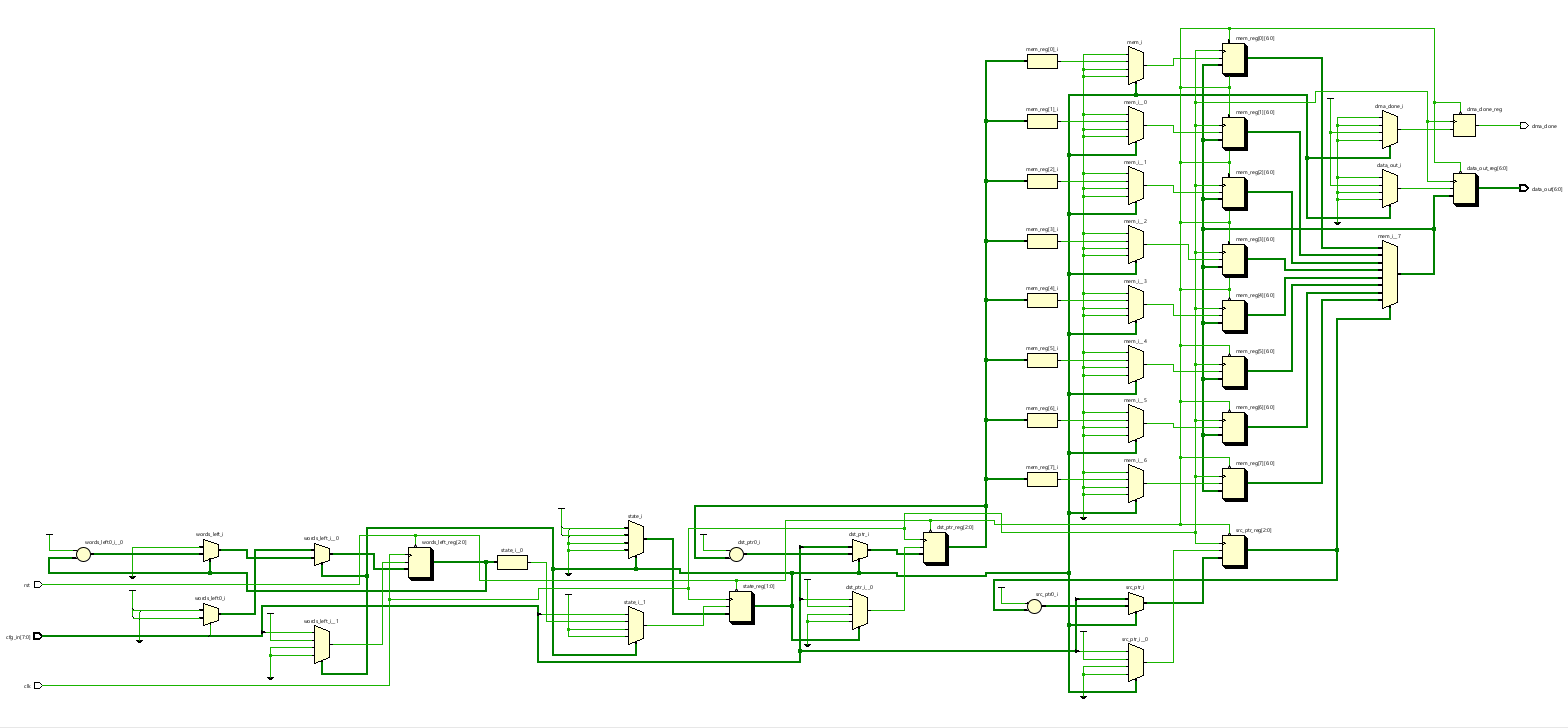 mem_reg[0]_i
mem_i
mem_reg[0][6:0]
mem_reg[1]_i
mem_i__0
mem_reg[1][6:0]
dma_done_i
dma_done_reg
dma_done
mem_reg[2]_i
mem_i__1
mem_reg[2][6:0]
data_out_i
data_out_reg[6:0]
data_out[6:0]
mem_reg[3]_i
mem_i__2
mem_reg[3][6:0]
mem_i__7
mem_reg[4]_i
mem_i__3
mem_reg[4][6:0]
mem_reg[5]_i
mem_i__4
mem_reg[5][6:0]
mem_reg[6]_i
mem_i__5
mem_reg[6][6:0]
mem_reg[7]_i
mem_i__6
mem_reg[7][6:0]
words_left0_i__0
words_left_i
words_left_i__0
words_left_reg[2:0]
state_i__0
state_i
dst_ptr0_i
dst_ptr_i
dst_ptr_reg[2:0]
src_ptr_reg[2:0]
rst
words_left0_i
words_left_i__1
state_i__1
state_reg[1:0]
dst_ptr_i__0
src_ptr0_i
src_ptr_i
cfg_in[7:0]
src_ptr_i__0
clk